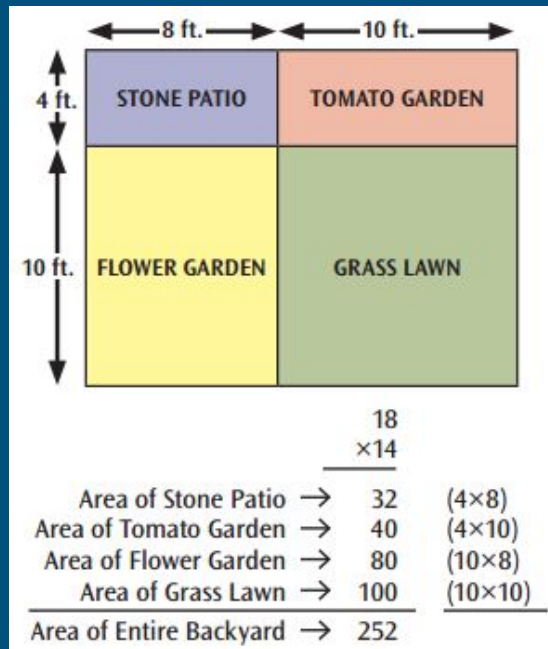 8 ft. 10 ft.
4 ft. STONE PATIO TOMATO GARDEN
10 ft. FLOWER GARDEN GRASS LAWN
18
×14
Area of Stone Patio → 32 (4×8)
Area of Tomato Garden → 40 (4×10)
Area of Flower Garden → 80 (10×8)
Area of Grass Lawn → 100 (10×10)
Area of Entire Backyard → 252